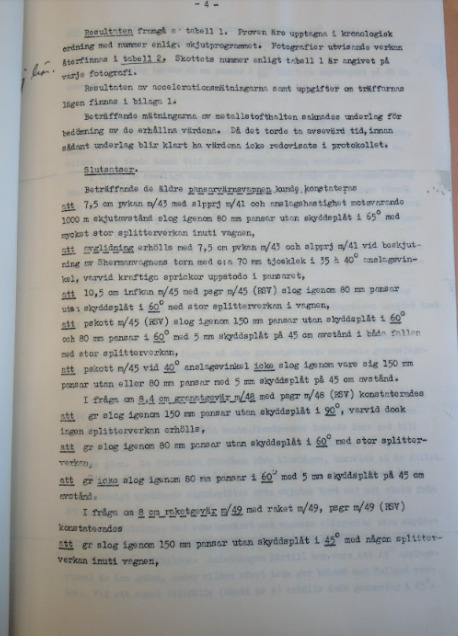 - 4 -
Resultaten framgå av tabell 1. Proven äro upptagna i kronologisk
ordning med nummer enligt skjutprogrammet. Fotografier utvisande verkan
återfinnas i tabell 2. Skottets nummer enligt tabell 1 är angivet på
varje fotografi.
Resultaten av accelerationsmätningarna samt uppgifter om träffarnas
lägen finnas i bilaga 1.
Beträffande mätningarna av metallstofthalten saknades underlag för
bedömning av de erhållna värdena. Då det torde ta avsevärd tid, innan
sådant underlag blir klart ha värdena icke redovisats i protokollet.
Slutsatser.
Beträffande de äldre pansarvärnsvapnen kunde konstateras
att 7,5 cm pvkan m/43 med slpprj m/41 och anslagshastighet motsvarande
1000 m skjutavstånd slog igenom 80 mm pansar utan skyddsplåt i 65° med
mycket stor splitterverkan inuti vagnen,
att avglidning erhölls med 7,5 cm pvkan m/43 och slpprj m/41 vid beskjut-
ning av Shermanvagnens torn med c:a 70 mm tjocklek i 35 à 40° anslagsvin-
kel, varvid kraftiga sprickor uppstodo i pansaret,
att 10,5 cm infkan m/45 med psgr m/45 (RSV) slog igenom 80 mm pansar
utan skyddsplåt i 60° med stor splitterverkan i vagnen,
att pskott m/45 (RSV) slog igenom 150 mm pansar utan skyddsplåt i 60°
och 80 mm pansar i 60° med 5 mm skyddsplåt på 45 cm avstånd i båda fallen
med stor splitterverkan,
att pskott m/45 vid 40° anslagsvinkel icke slog igenom vare sig 150 mm
pansar utan eller 80 mm pansar med 5 mm skyddsplåt på 45 cm avstånd.
I fråga om 8,4 cm granatgevär m/48 med psgr m/48 (RSV) konstaterades
att gr slog igenom 150 mm pansar utan skyddsplåt i 90°, varvid dock
ingen splitterverkan erhölls,
att gr slog igenom 80 mm pansar utan skyddsplåt i 60° med stor splitter-
verkan,
att gr icke slog igenom 80 mm pansar i 60° med 5 mm skyddsplåt på 45 cm
avstånd.
I fråga om 8 cm raketgevär m/49 med raket m/49, psgr m/49 (RSV)
konstaterades
att gr slog igenom 150 mm pansar utan skyddsplåt i 45° med någon splitter-
verkan inuti vagnen,